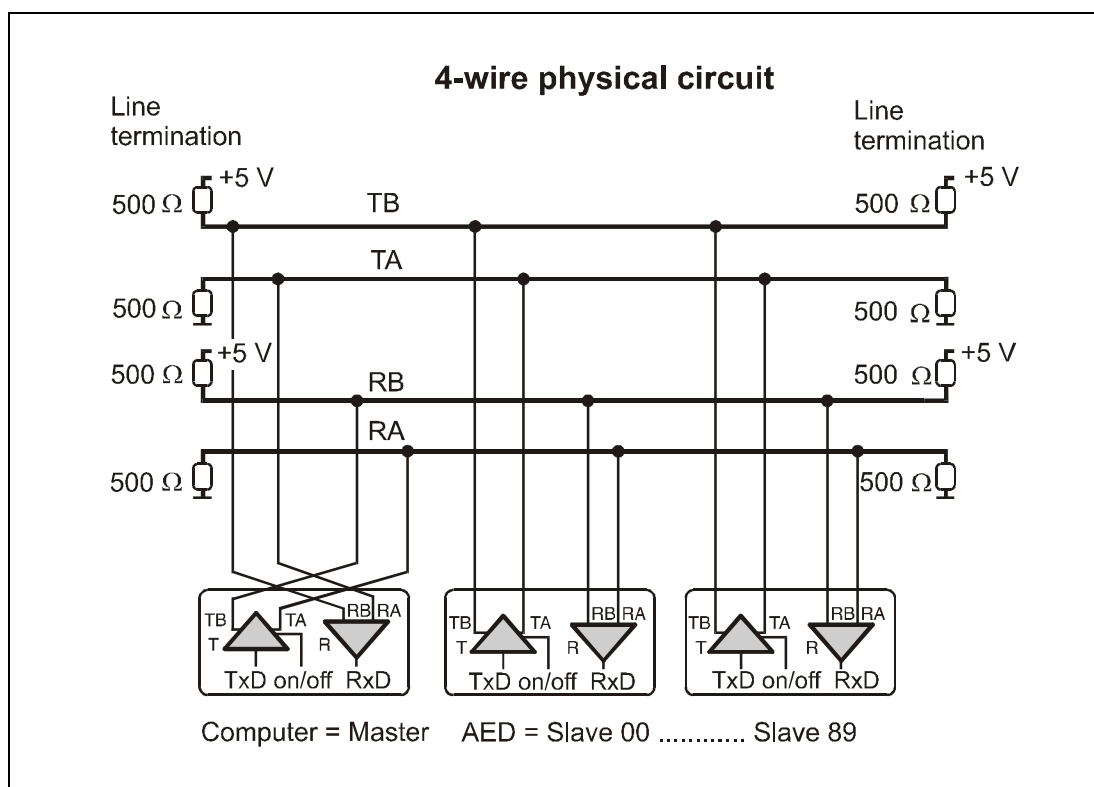 4-wire physical circuit
Line
termination
Line
termination
+5 V
+5 V
500 Ω
TB
500 Ω
TA
500 Ω
500 Ω
+5 V
+5 V
500 Ω
500 Ω
RB
RA
500 Ω
500 Ω
TB TA RB RA
TB TA RB RA
TB TA RB RA
T R
T R
T R
TxD on/off RxD
TxD on/off RxD
TxD on/off RxD
Computer = Master AED = Slave 00 ............ Slave 89